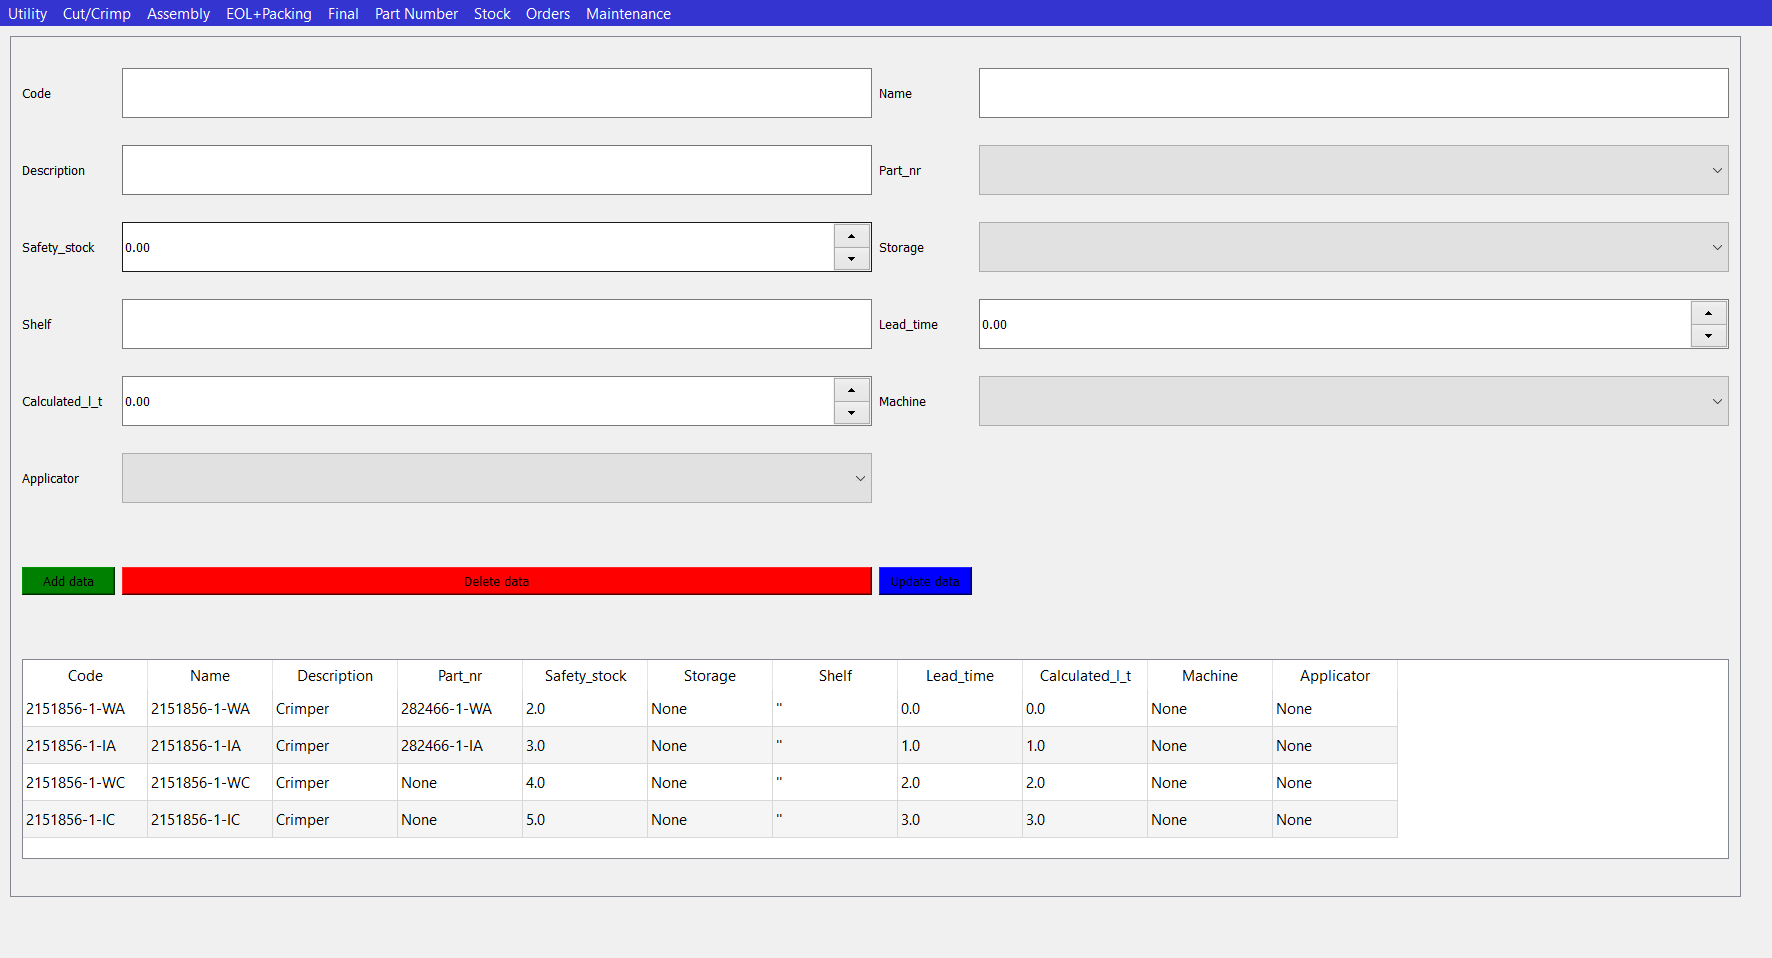 Utility Cut/Crimp Assembly EOL+Packing Final Part Number Stock Orders Maintenance
Code Name
Description Part_nr
Safety_stock 0.00 Storage
Shelf Lead_time 0.00
Calculated_l_t 0.00 Machine
Applicator
Add data Delete data Update data
Code Name Description Part_nr Safety_stock Storage Shelf Lead_time Calculated_l_t Machine Applicator
2151856-1-WA 2151856-1-WA Crimper 282466-1-WA 2.0 None '' 0.0 0.0 None None
2151856-1-IA 2151856-1-IA Crimper 282466-1-IA 3.0 None '' 1.0 1.0 None None
2151856-1-WC 2151856-1-WC Crimper None 4.0 None '' 2.0 2.0 None None
2151856-1-IC 2151856-1-IC Crimper None 5.0 None '' 3.0 3.0 None None